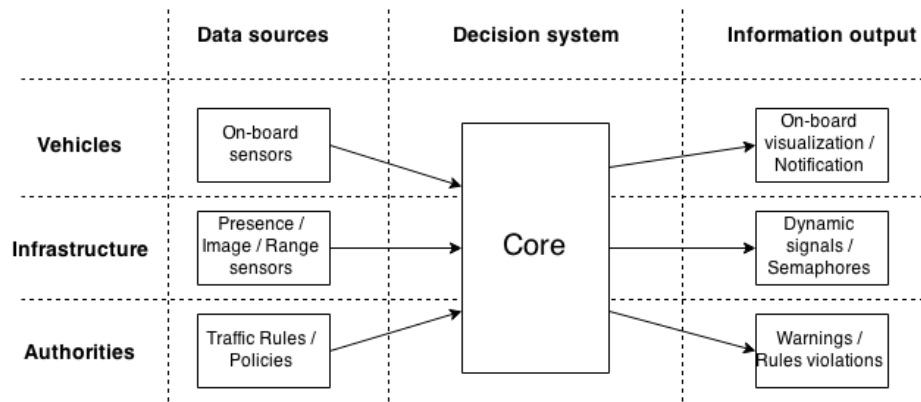 Data sources
Decision system
Information output
Vehicles
On-board
sensors
On-board
visualization /
Notification
Infrastructure
Presence /
Image / Range
sensors
Core
Dynamic
signals /
Semaphores
Authorities
Traffic Rules /
Policies
Warnings /
Rules violations